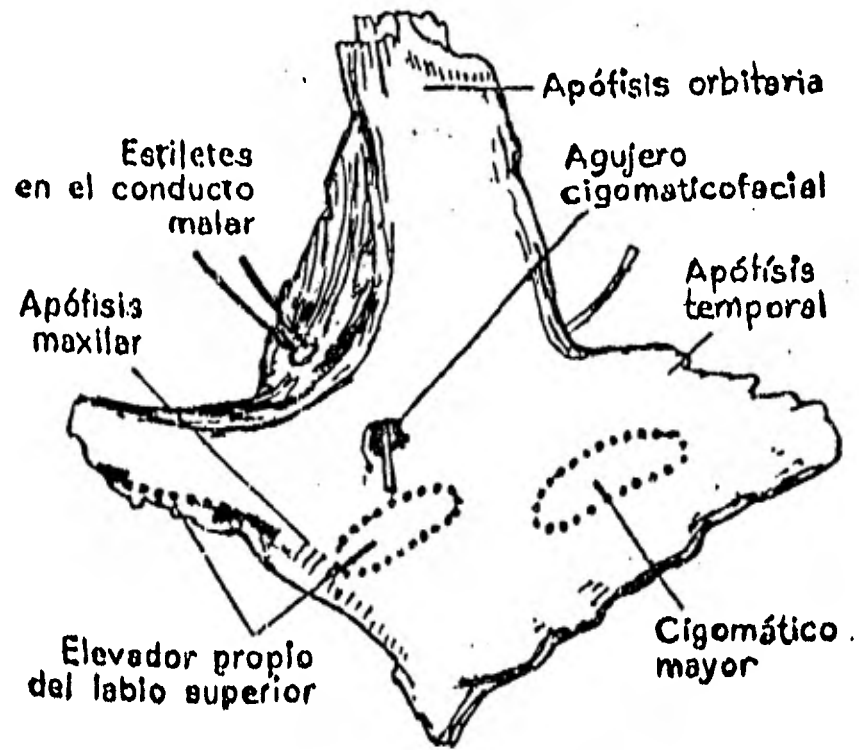 Apófisis orbitaria
Estiletes
en el conducto
malar
Agujero
cigomaticofacial
Apófisis
temporal
Apófisis
maxilar
Elevador propio
del labio superior
Cigomático
mayor